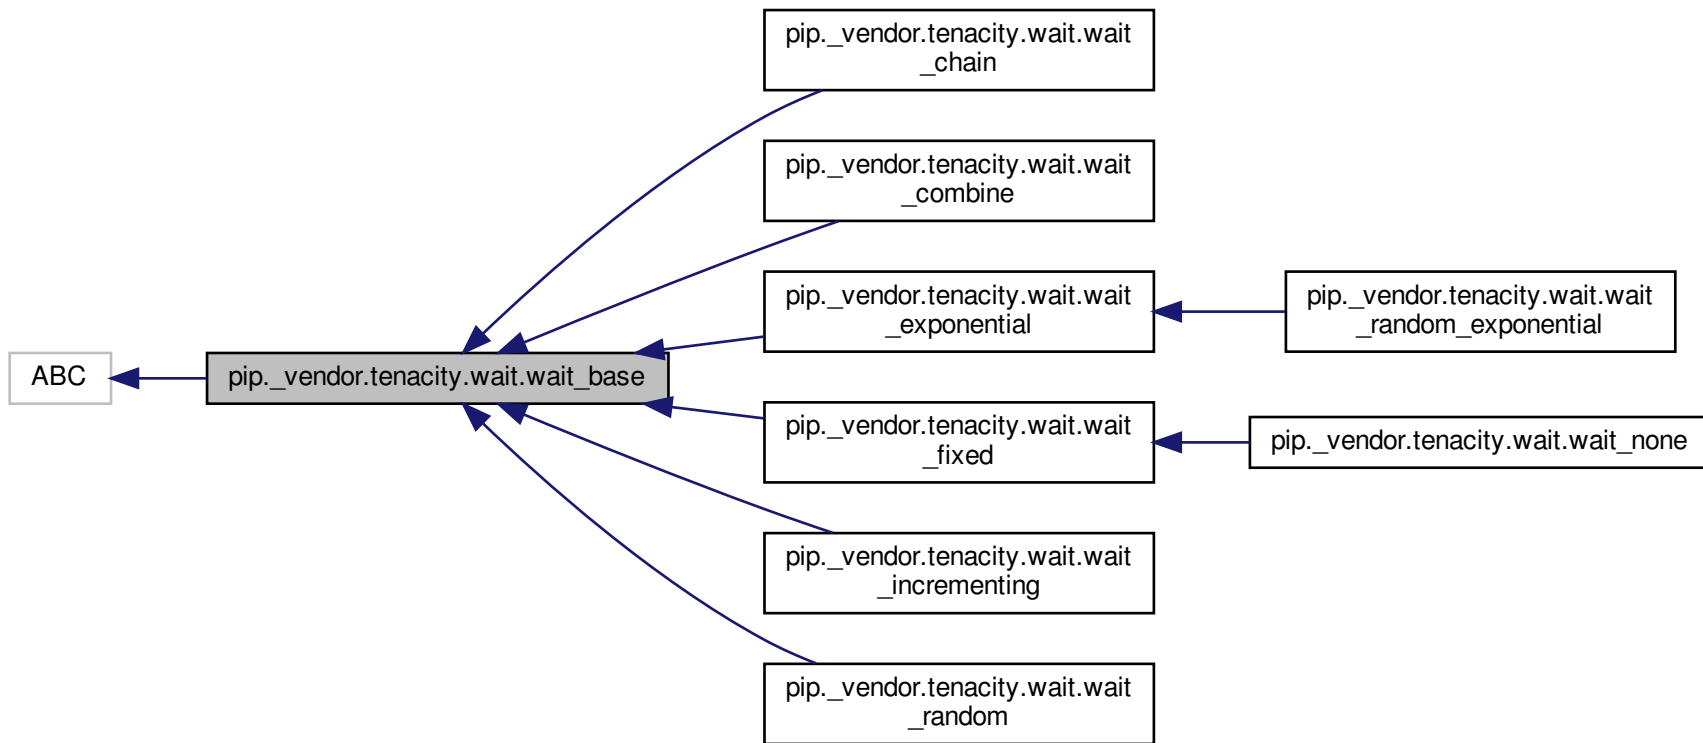 ABC
pip._vendor.tenacity.wait.wait_base
pip._vendor.tenacity.wait.wait
_chain
pip._vendor.tenacity.wait.wait
_combine
pip._vendor.tenacity.wait.wait
_exponential
pip._vendor.tenacity.wait.wait
_random_exponential
pip._vendor.tenacity.wait.wait
_fixed
pip._vendor.tenacity.wait.wait_none
pip._vendor.tenacity.wait.wait
_incrementing
pip._vendor.tenacity.wait.wait
_random